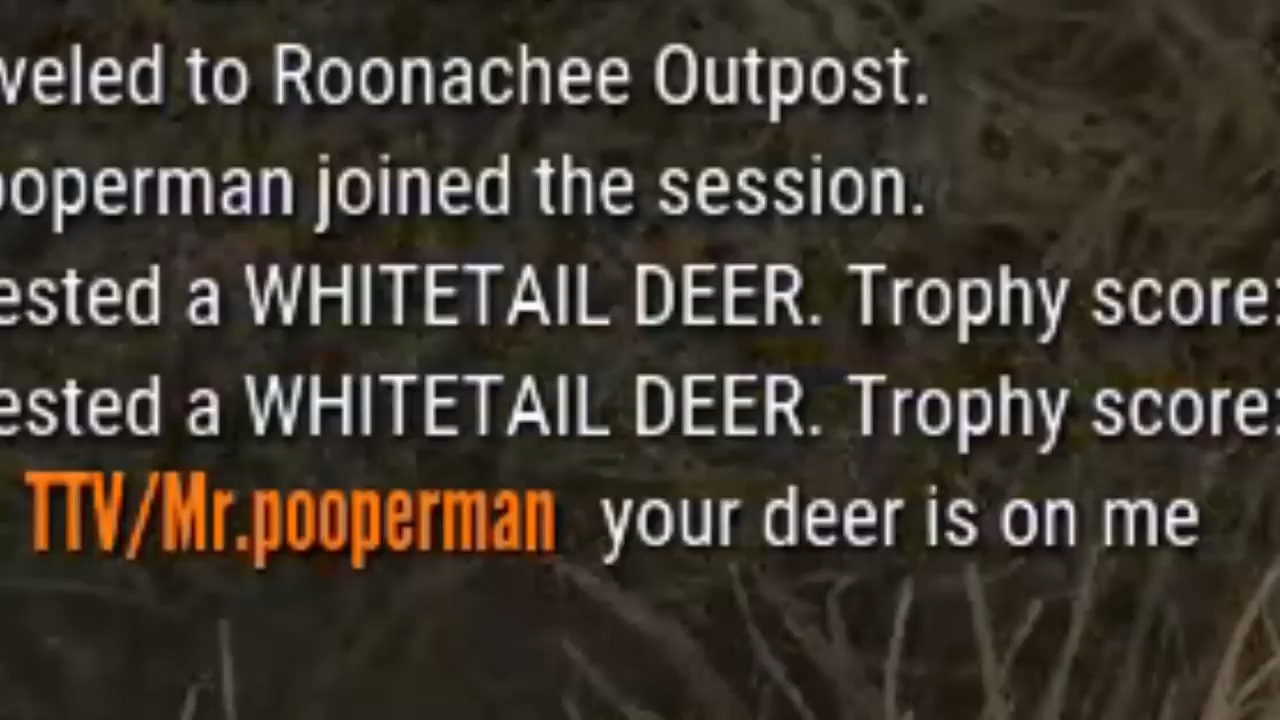 veled to Roonachee Outpost.
ooperman joined the session.
ested a WHITETAIL DEER. Trophy score:
ested a WHITETAIL DEER. Trophy score:
TTV/Mr.pooperman your deer is on me